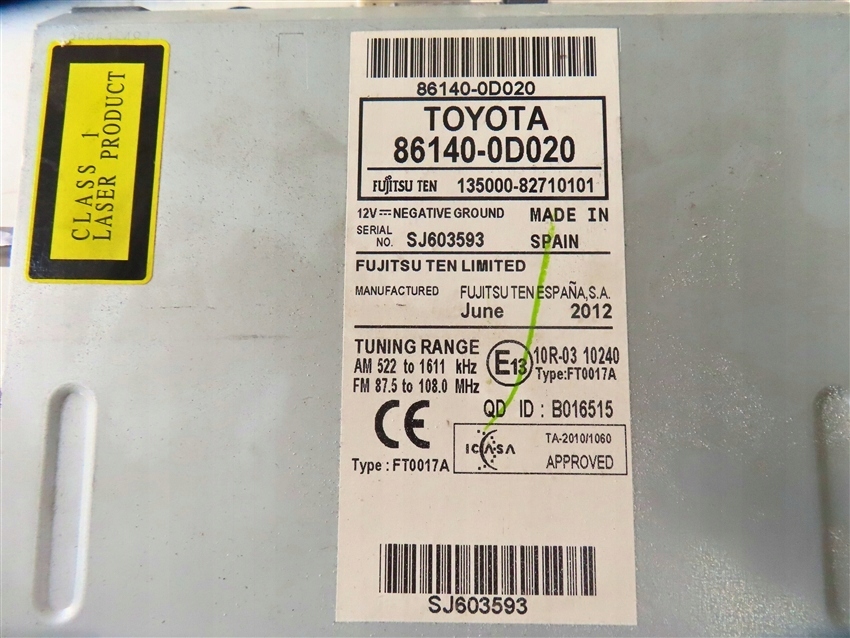 CLASS 1
LASER PRODUCT
86140-0D020
TOYOTA
86140-0D020
FUJITSU TEN 135000-82710101
12V NEGATIVE GROUND MADE IN
SERIAL NO. SJ603593 SPAIN
FUJITSU TEN LIMITED
MANUFACTURED FUJITSU TEN ESPAÑA,S.A.
June 2012
TUNING RANGE
AM 522 to 1611 kHz
FM 87.5 to 108.0 MHz
E13 10R-03 10240
Type:FT0017A
QD ID : B016515
CE
Type : FT0017A
ICASA TA-2010/1060
APPROVED
SJ603593